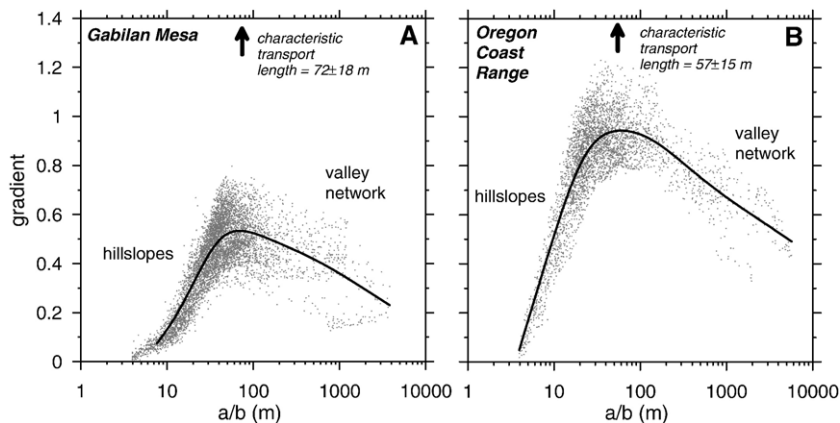 Gabilan Mesa
A
characteristic
transport
length = 72±18 m
valley
network
hillslopes
gradient
1.4
1.2
1
0.8
0.6
0.4
0.2
0
1
10
100
1000
10000
a/b (m)
Oregon
Coast
Range
B
characteristic
transport
length = 57±15 m
valley
network
hillslopes
1
10
100
1000
10000
a/b (m)